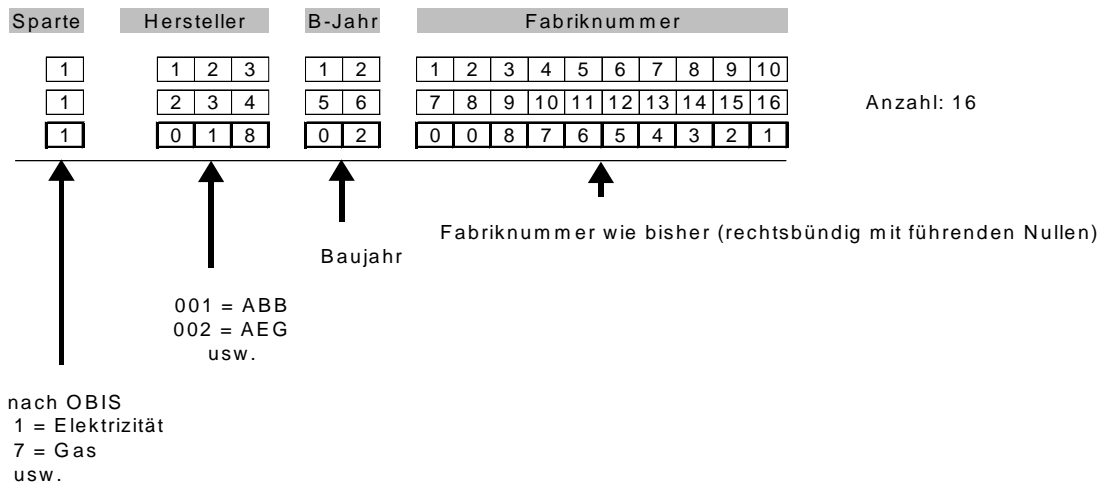 Sparte Hersteller B-Jahr Fabriknummer
1 1 2 3 1 2 1 2 3 4 5 6 7 8 9 10
1 2 3 4 5 6 7 8 9 10 11 12 13 14 15 16 Anzahl: 16
1 0 1 8 0 2 0 0 8 7 6 5 4 3 2 1
Fabriknummer wie bisher (rechtsbündig mit führenden Nullen)
Baujahr
001 = ABB
002 = AEG
usw.
nach OBIS
1 = Elektrizität
7 = Gas
usw.